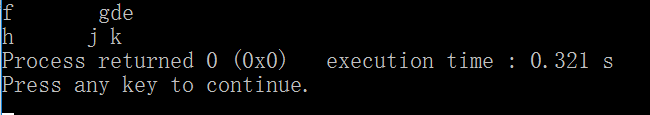 f       gde
h      j k
Process returned 0 (0x0)   execution time : 0.321 s
Press any key to continue.